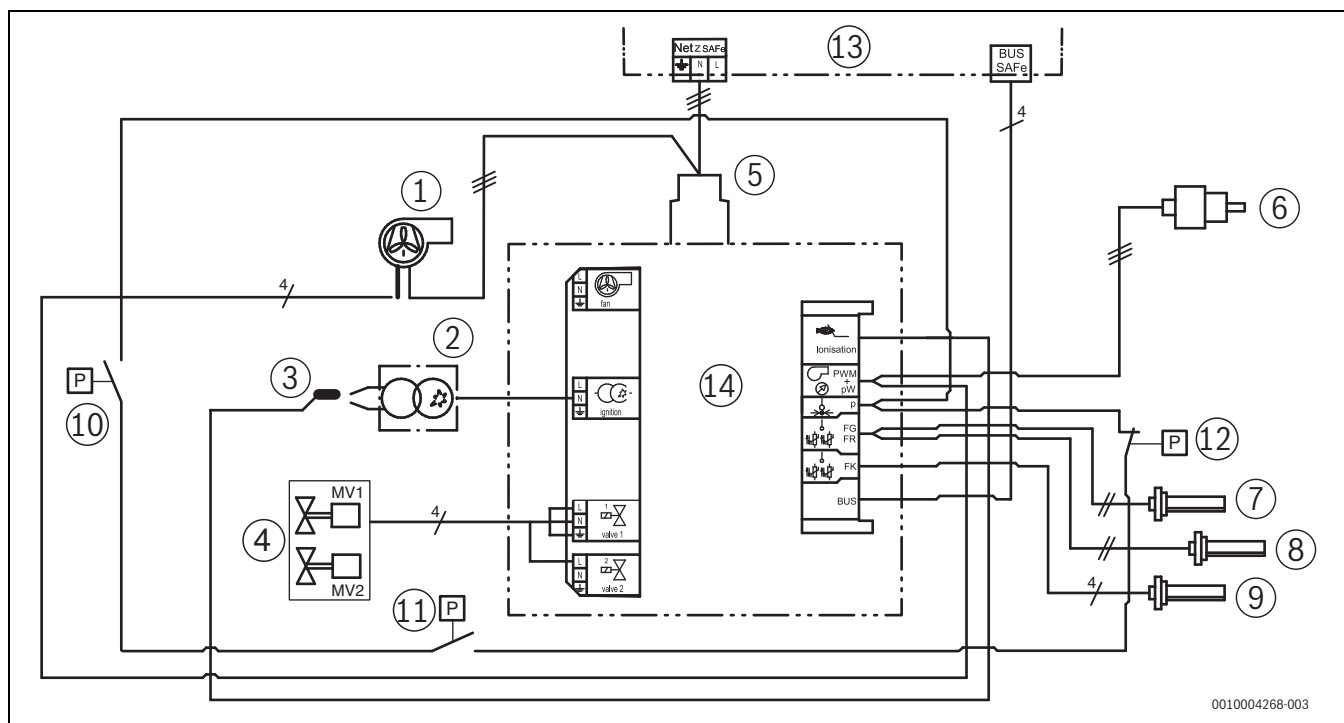 Netz SAFe
N L
13
BUS
SAFe
4
5
1
6
4
L
N
fan
2
Ionisation
3
14
PWM
+
pW
P
10
L
N
ignition
p
FG
FR
12
P
MV1
4
FK
7
4
L
N
1
valve 1
BUS
8
MV2
L
N
2
valve 2
4
9
11
P
0010004268-003